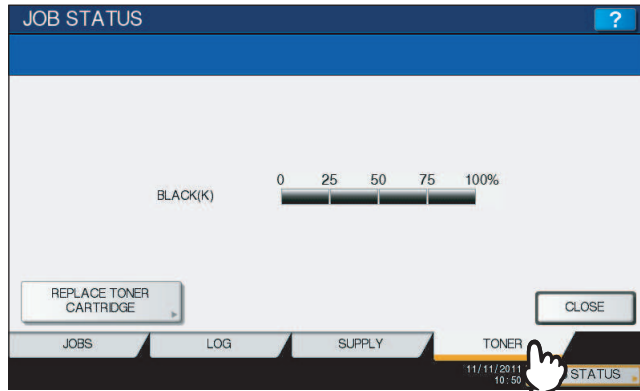 JOB STATUS ?
0 25 50 75 100%
BLACK(K)
REPLACE TONER
CARTRIDGE
CLOSE
JOBS LOG SUPPLY TONER
11/11/2011
10:50
STATUS